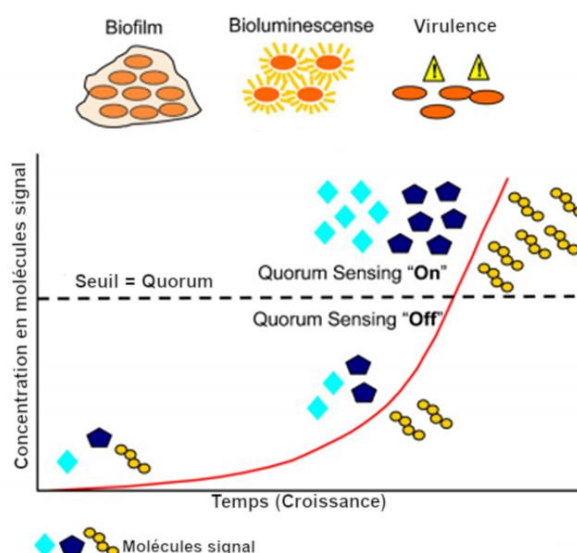 Biofilm
Bioluminescense
Virulence
! !
Concentration en molécules signal
Seuil = Quorum
Quorum Sensing "On"
Quorum Sensing "Off"
Temps (Croissance)
Molécules signal